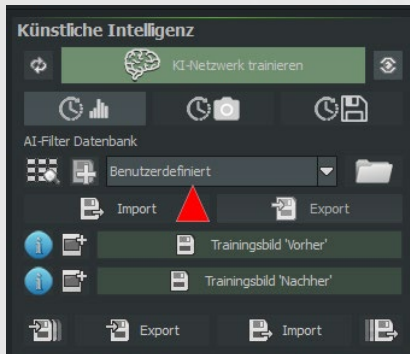 Künstliche Intelligenz
KI-Netzwerk trainieren
AI-Filter Datenbank
Benutzerdefiniert
Import Export
Trainingsbild 'Vorher'
Trainingsbild 'Nachher'
Export Import